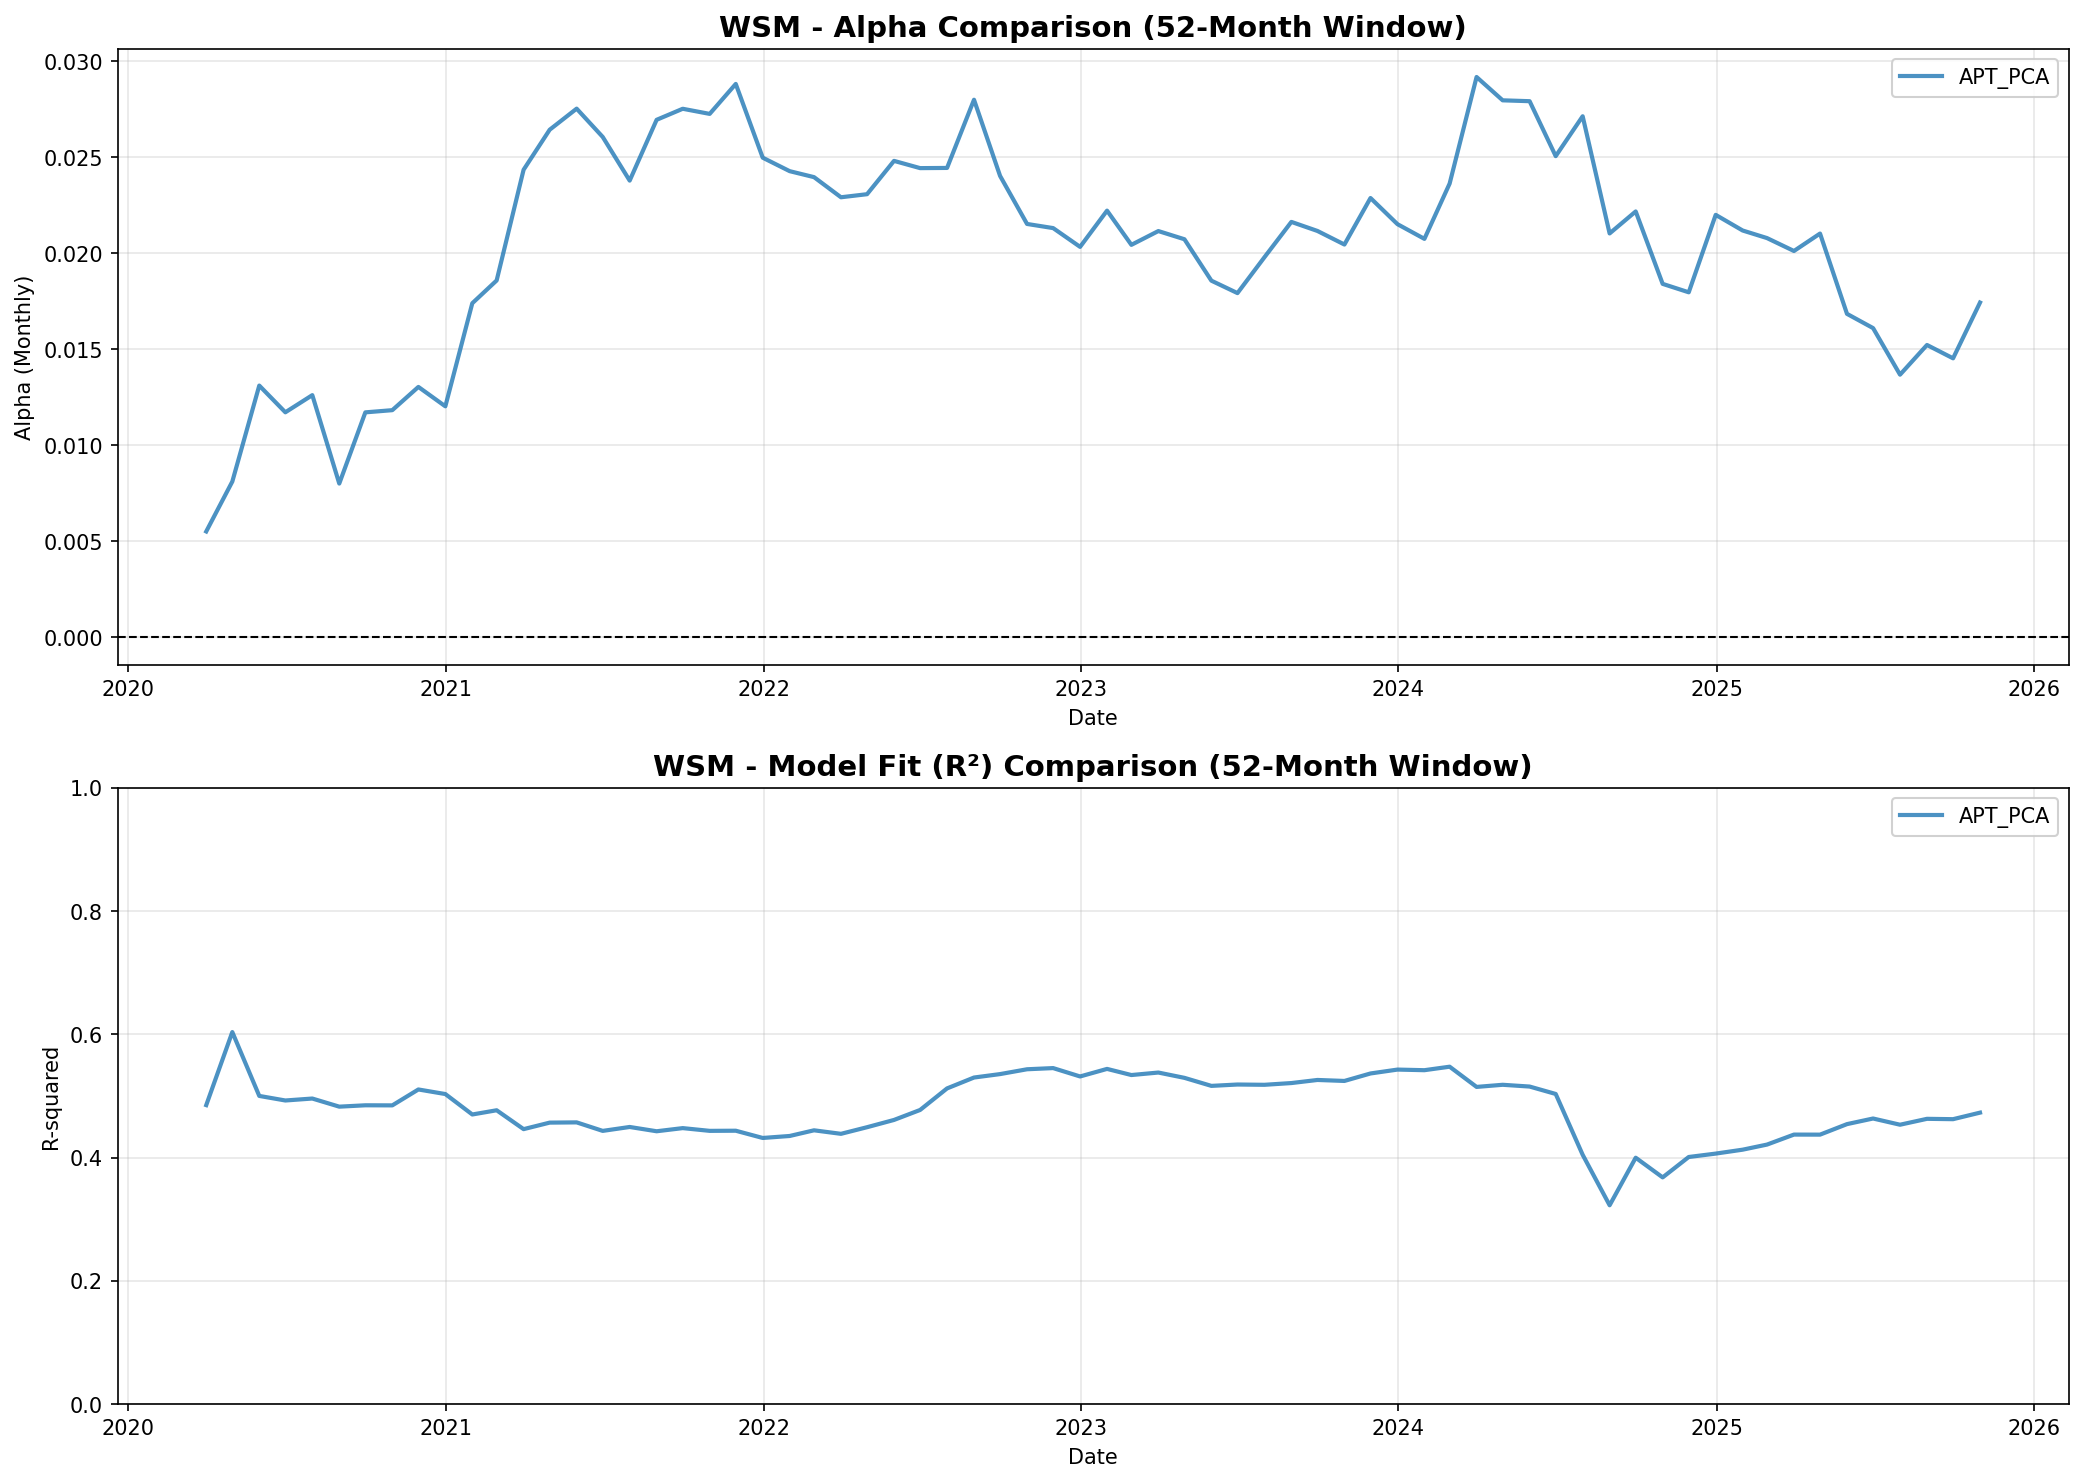 WSM - Alpha Comparison (52-Month Window)
0.030
0.025
0.020
0.015
0.010
0.005
0.000
Alpha (Monthly)
APT_PCA
2020 2021 2022 2023 2024 2025 2026
Date
WSM - Model Fit (R²) Comparison (52-Month Window)
1.0
0.8
0.6
0.4
0.2
0.0
R-squared
APT_PCA
2020 2021 2022 2023 2024 2025 2026
Date